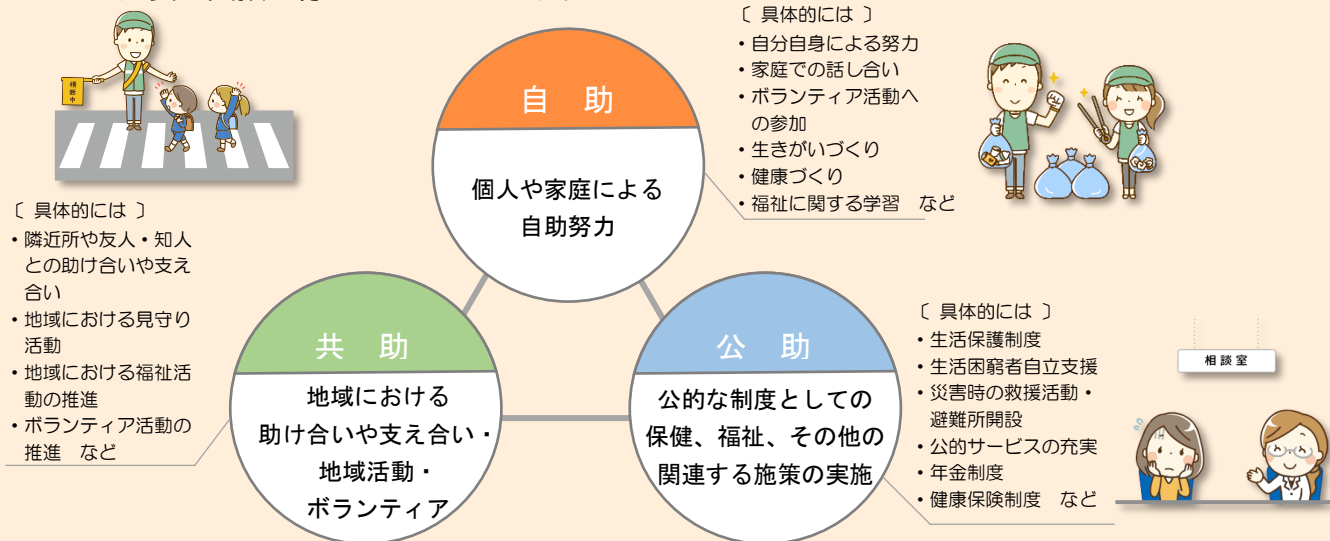 〔 具体的には 〕
・自分自身による努力
・家庭での話し合い
・ボランティア活動へ
の参加
・生きがいづくり
・健康づくり
・福祉に関する学習　など
自　助
個人や家庭による
自助努力
横断中
〔 具体的には 〕
・隣近所や友人・知人
との助け合いや支え
合い
・地域における見守り
活動
・地域における福祉活
動の推進
・ボランティア活動の
推進　など
共　助
地域における
助け合いや支え合い・
地域活動・
ボランティア
公　助
公的な制度としての
保健、福祉、その他の
関連する施策の実施
〔 具体的には 〕
・生活保護制度
・生活困窮者自立支援
・災害時の救援活動・
避難所開設
・公的サービスの充実
・年金制度
・健康保険制度　など
相談室